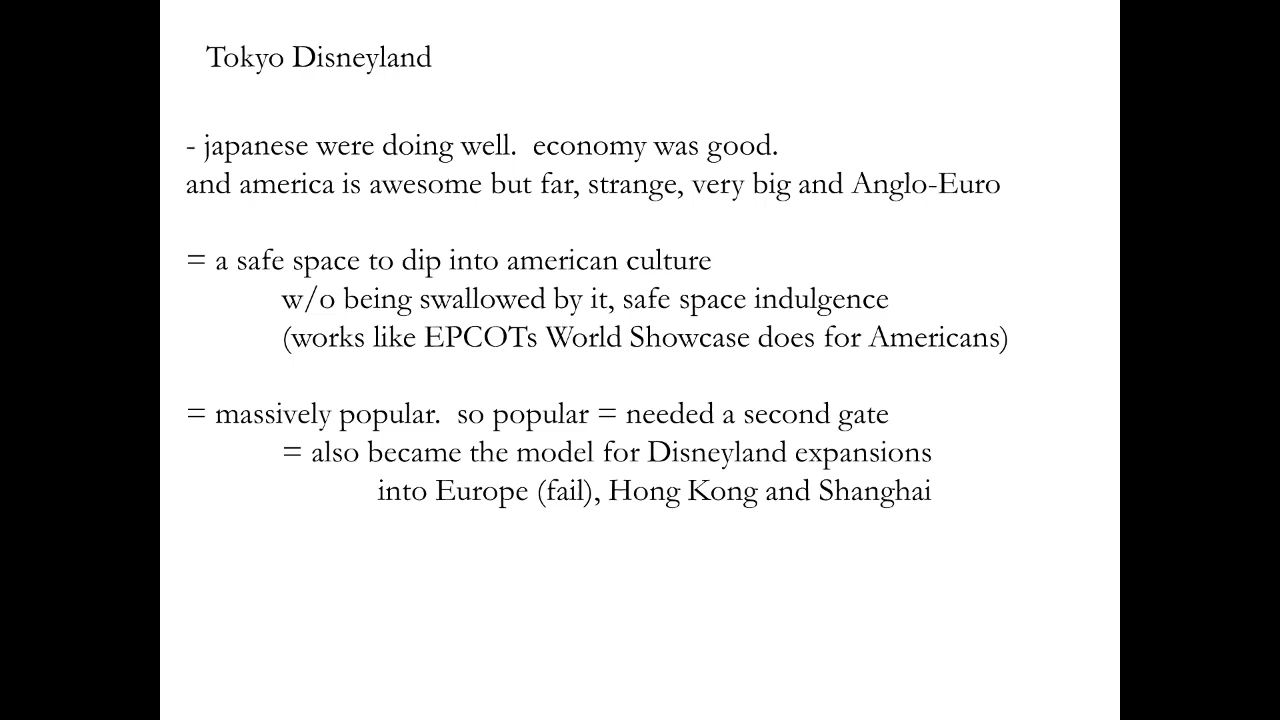 Tokyo Disneyland
- japanese were doing well.  economy was good.
and america is awesome but far, strange, very big and Anglo-Euro
= a safe space to dip into american culture
w/o being swallowed by it, safe space indulgence
(works like EPCOTs World Showcase does for Americans)
= massively popular.  so popular = needed a second gate
= also became the model for Disneyland expansions
into Europe (fail), Hong Kong and Shanghai